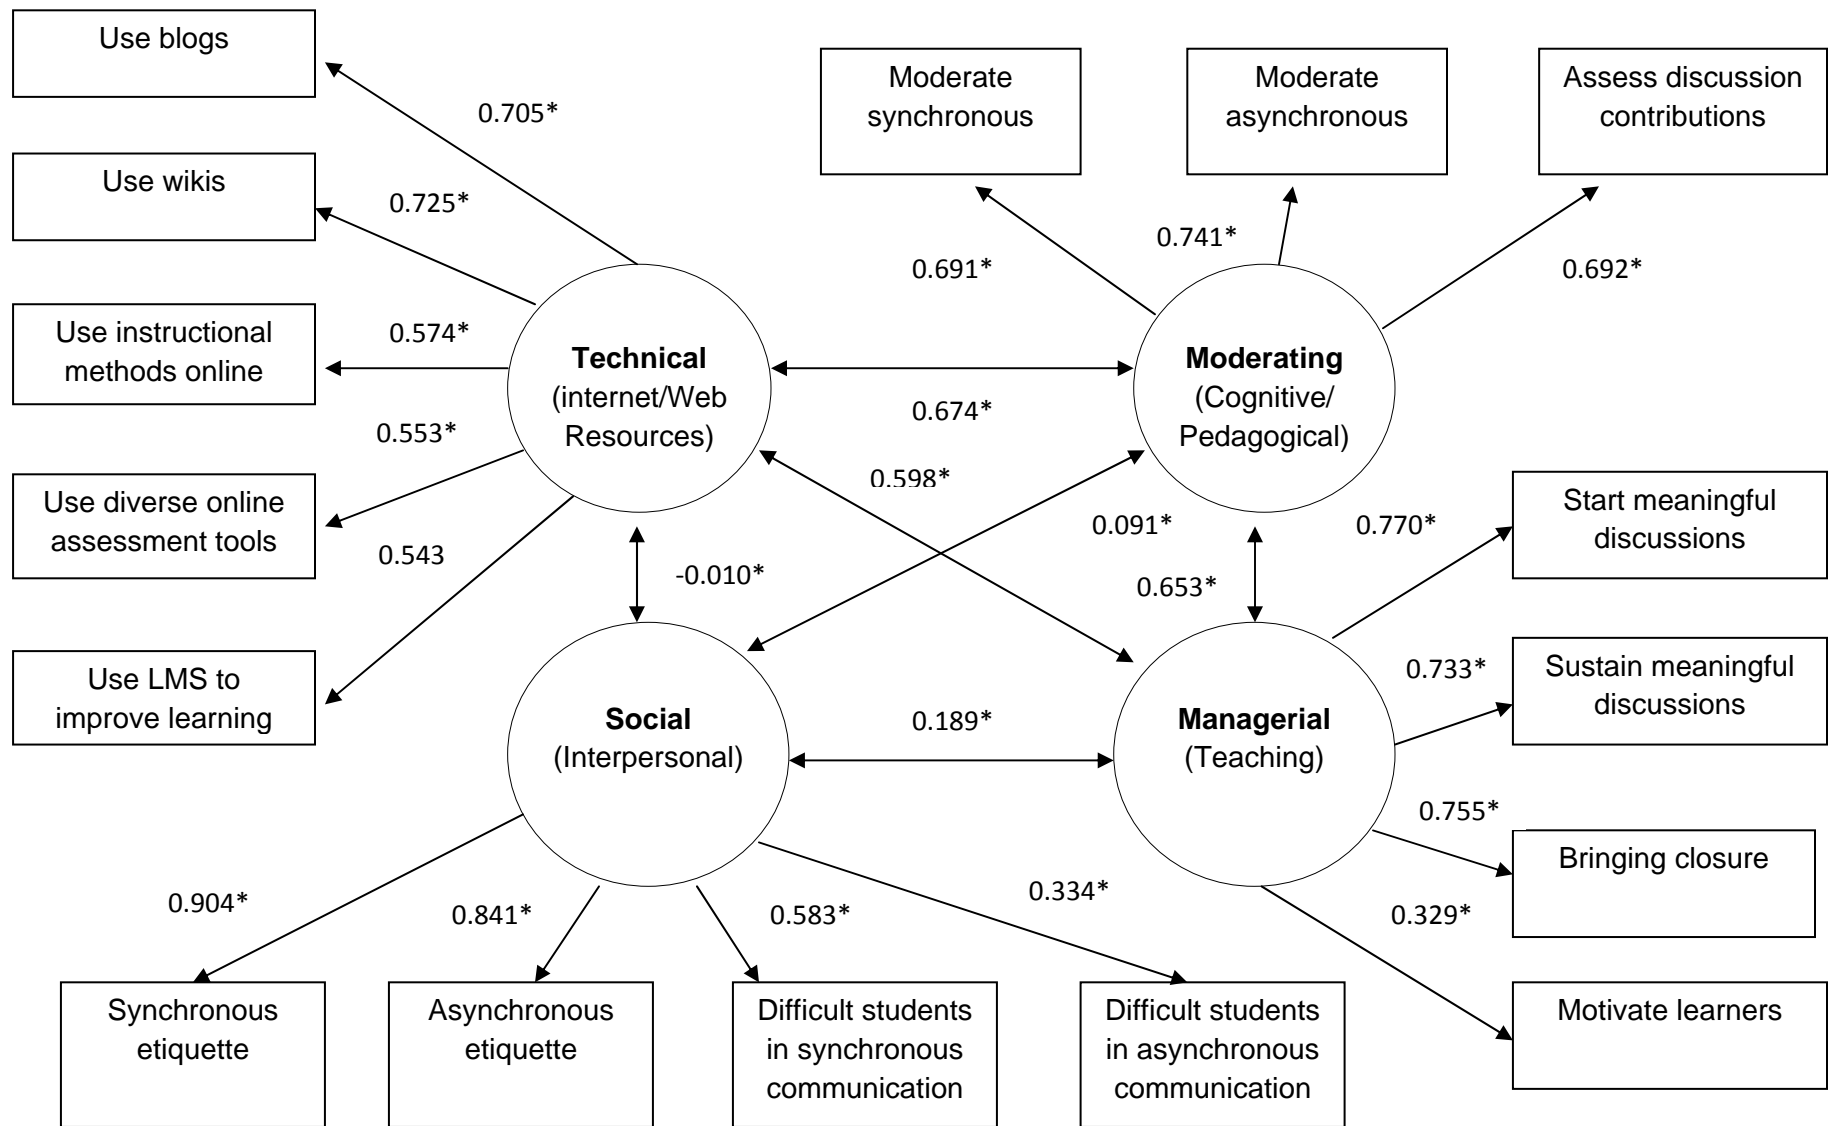 Use blogs
0.705*
Moderate
synchronous
Moderate
asynchronous
Assess discussion
contributions
Use wikis
0.725*
0.691*
0.741*
0.692*
Use instructional
methods online
0.574*
Technical
(internet/Web
Resources)
Moderating
(Cognitive/
Pedagogical)
0.674*
0.553*
0.598*
Use diverse online
assessment tools
0.543
-0.010*
0.091*
0.653*
0.770*
Start meaningful
discussions
Use LMS to
improve learning
Social
(Interpersonal)
0.189*
Managerial
(Teaching)
0.733*
Sustain meaningful
discussions
0.755*
Bringing closure
0.904*
0.841*
0.583*
0.334*
0.329*
Synchronous
etiquette
Asynchronous
etiquette
Difficult students
in synchronous
communication
Difficult students
in asynchronous
communication
Motivate learners